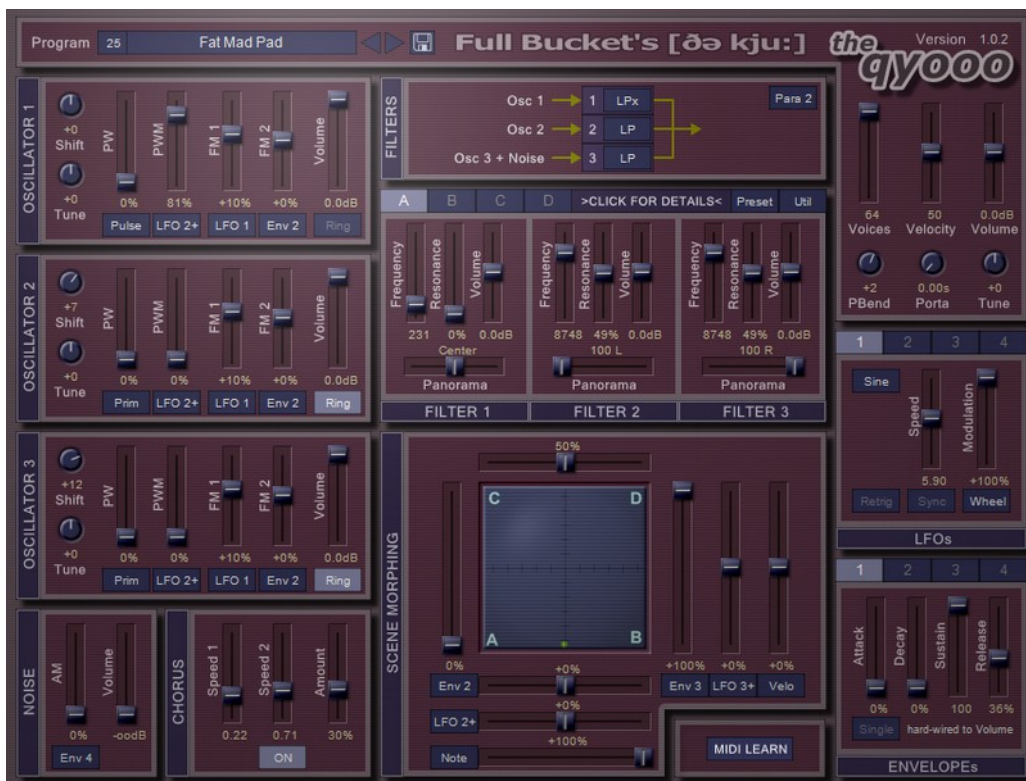 Program 25 Fat Mad Pad Full Bucket's [ðə kju:] the qyooo Version 1.0.2
OSCILLATOR 1
+0
Shift
+0
Tune
PW PWM FM 1 FM 2 Volume
0% 81% +10% +0% 0.0dB
Pulse LFO 2+ LFO 1 Env 2 Ring
OSCILLATOR 2
+7
Shift
+0
Tune
PW PWM FM 1 FM 2 Volume
0% 0% +10% +0% 0.0dB
Prim LFO 2+ LFO 1 Env 2 Ring
OSCILLATOR 3
+12
Shift
+0
Tune
PW PWM FM 1 FM 2 Volume
0% 0% +10% +0% 0.0dB
Prim LFO 2+ LFO 1 Env 2 Ring
NOISE
AM Volume
0% -oodB
Env 4
CHORUS
Speed 1 Speed 2 Amount
0.22 0.71 30%
ON
FILTERS
Osc 1 1 LPx Para 2
Osc 2 2 LP
Osc 3 + Noise 3 LP
A B C D >CLICK FOR DETAILS< Preset Util
Frequency Resonance Volume Frequency Resonance Volume Frequency Resonance Volume
231 0% 0.0dB 8748 49% 0.0dB 8748 49% 0.0dB
Center 100 L 100 R
Panorama Panorama Panorama
FILTER 1 FILTER 2 FILTER 3
SCENE MORPHING
50%
C D
A B
0% +0% +100% +0% +0%
Env 2 Env 3 LFO 3+ Velo
+0%
LFO 2+
+100%
Note
MIDI LEARN
64 50 0.0dB
Voices Velocity Volume
+2 0.00s +0
PBend Porta Tune
1 2 3 4
Sine Speed Modulation
5.90 +100%
Retrig Sync Wheel
LFOs
1 2 3 4
Attack Decay Sustain Release
0% 0% 100 36%
Single hard-wired to Volume
ENVELOPEs